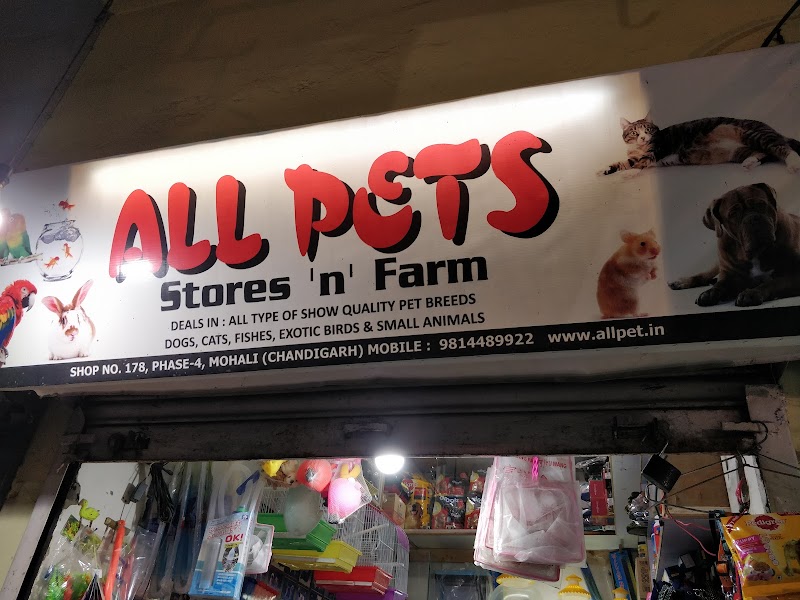 ALL PETS
Stores 'n' Farm
DEALS IN : ALL TYPE OF SHOW QUALITY PET BREEDS
DOGS, CATS, FISHES, EXOTIC BIRDS & SMALL ANIMALS
SHOP NO. 178, PHASE-4, MOHALI (CHANDIGARH) MOBILE : 9814489922 www.allpet.in
OK!